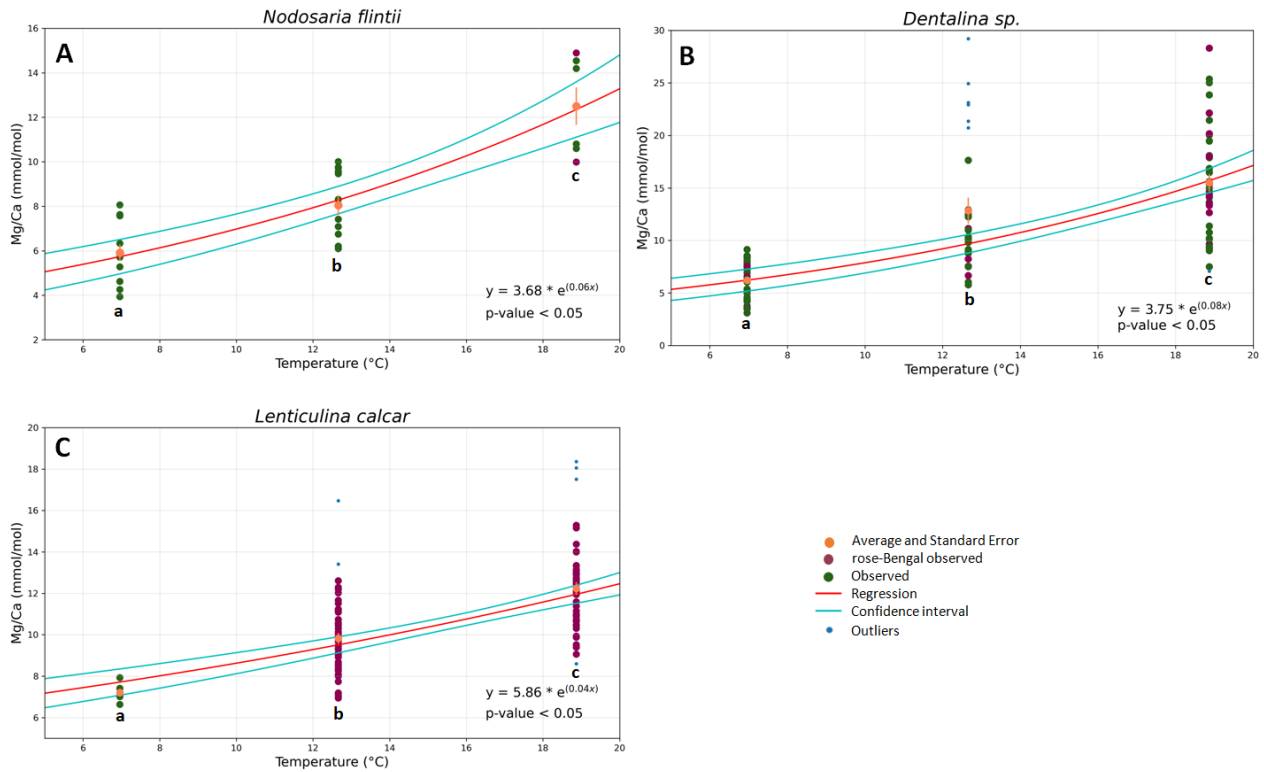 Nodosaria flintii
A
Mg/Ca (mmol/mol)
16
14
12
10
8
6
4
2
a
b
c
y = 3.68 * e^(0.06x)
p-value < 0.05
6 8 10 12 14 16 18 20
Temperature (°C)
Dentalina sp.
B
Mg/Ca (mmol/mol)
30
25
20
15
10
5
0
a
b
c
y = 3.75 * e^(0.08x)
p-value < 0.05
6 8 10 12 14 16 18 20
Temperature (°C)
Lenticulina calcar
C
Mg/Ca (mmol/mol)
20
18
16
14
12
10
8
6
a
b
c
y = 5.86 * e^(0.04x)
p-value < 0.05
6 8 10 12 14 16 18 20
Temperature (°C)
Average and Standard Error
rose-Bengal observed
Observed
Regression
Confidence interval
Outliers